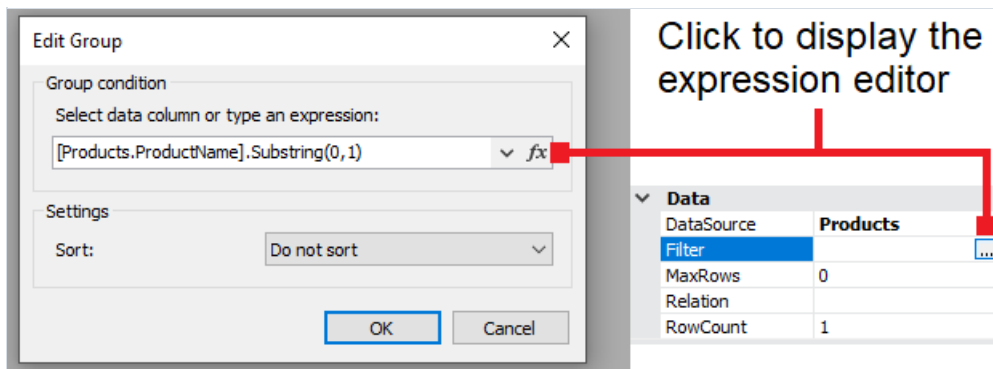 Edit Group
Group condition
Select data column or type an expression:
[Products.ProductName].Substring(0,1)
fx
Settings
Sort:
Do not sort
OK
Cancel
Click to display the
expression editor
Data
DataSource Products
Filter ...
MaxRows 0
Relation
RowCount 1